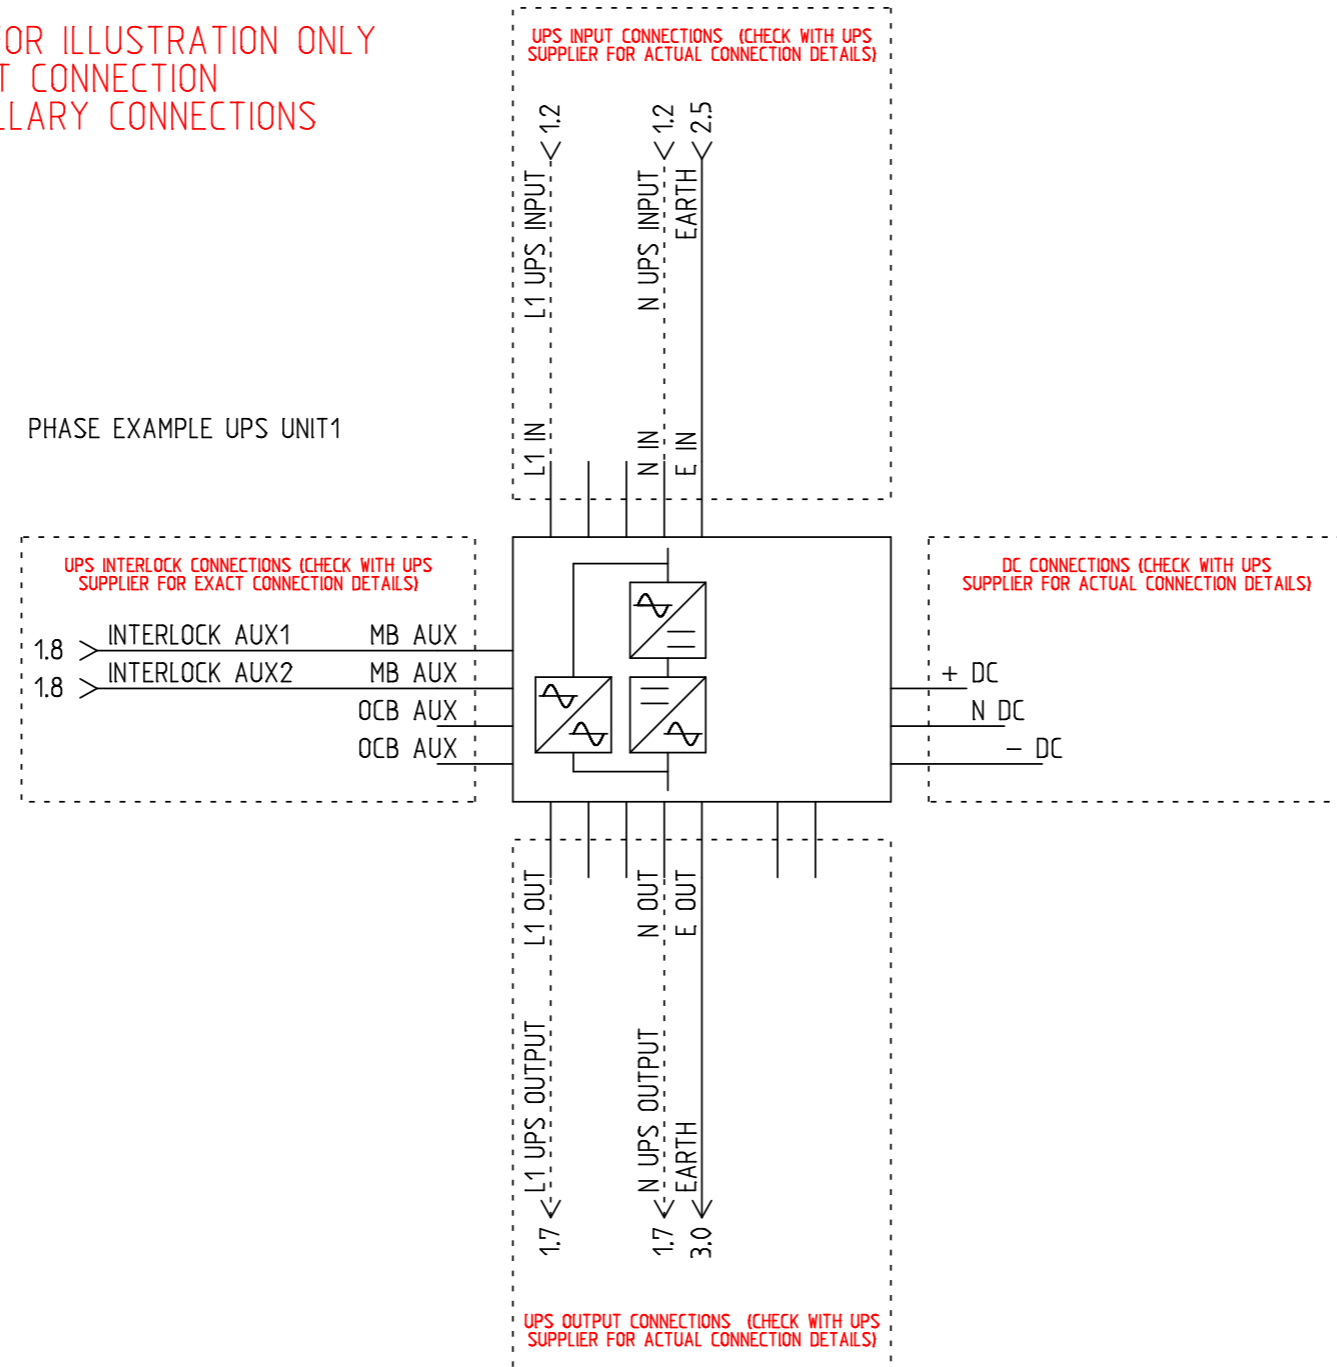 OR ILLUSTRATION ONLY
T CONNECTION
LLARY CONNECTIONS
UPS INPUT CONNECTIONS (CHECK WITH UPS
SUPPLIER FOR ACTUAL CONNECTION DETAILS)
1.2
1.2
2.5
L1 UPS INPUT
N UPS INPUT
EARTH
PHASE EXAMPLE UPS UNIT1
L1 IN
N IN
E IN
UPS INTERLOCK CONNECTIONS (CHECK WITH UPS
SUPPLIER FOR EXACT CONNECTION DETAILS)
1.8 INTERLOCK AUX1 MB AUX
1.8 INTERLOCK AUX2 MB AUX
OCB AUX
OCB AUX
DC CONNECTIONS (CHECK WITH UPS
SUPPLIER FOR ACTUAL CONNECTION DETAILS)
+ DC
N DC
- DC
L1 OUT
N OUT
E OUT
L1 UPS OUTPUT
N UPS OUTPUT
EARTH
1.7
1.7
3.0
UPS OUTPUT CONNECTIONS (CHECK WITH UPS
SUPPLIER FOR ACTUAL CONNECTION DETAILS)